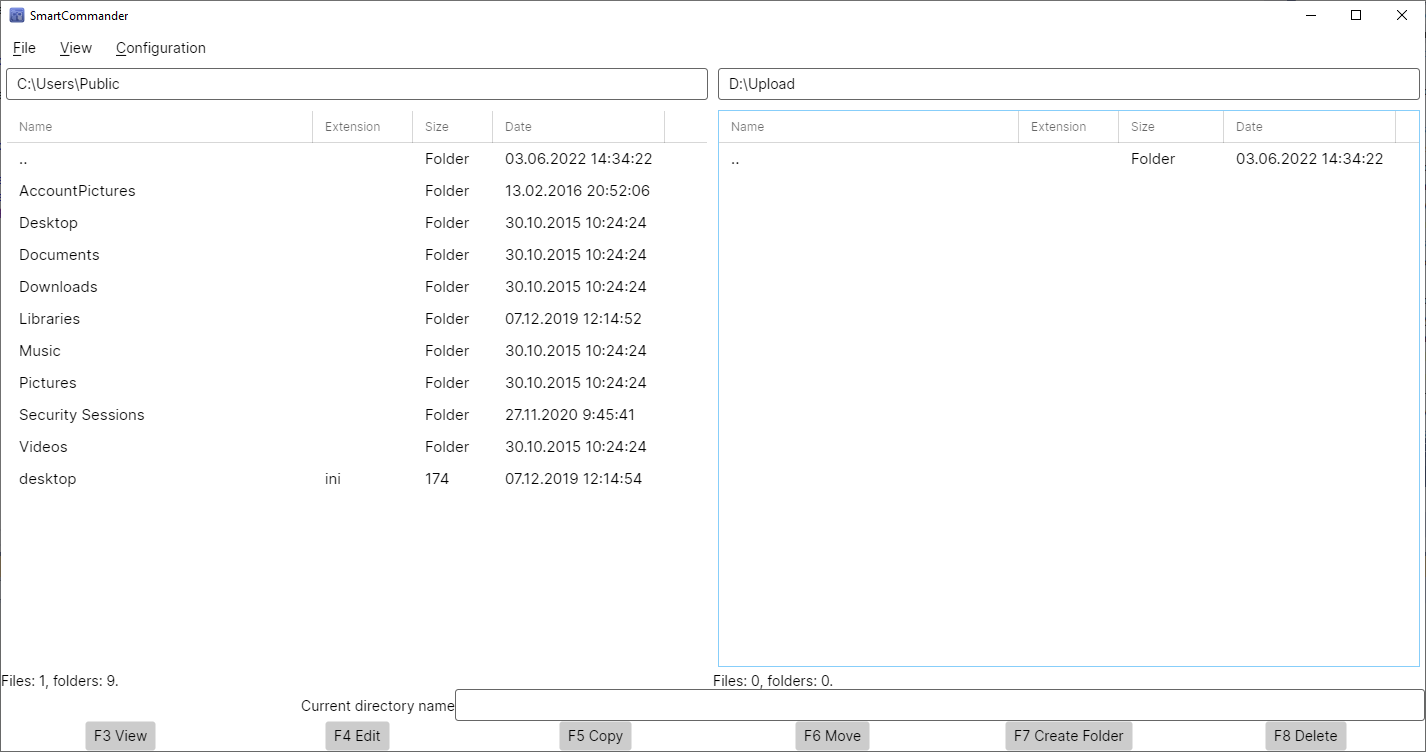 SmartCommander
File View Configuration
C:\Users\Public
Name Extension Size Date
.. Folder 03.06.2022 14:34:22
AccountPictures Folder 13.02.2016 20:52:06
Desktop Folder 30.10.2015 10:24:24
Documents Folder 30.10.2015 10:24:24
Downloads Folder 30.10.2015 10:24:24
Libraries Folder 07.12.2019 12:14:52
Music Folder 30.10.2015 10:24:24
Pictures Folder 30.10.2015 10:24:24
Security Sessions Folder 27.11.2020 9:45:41
Videos Folder 30.10.2015 10:24:24
desktop ini 174 07.12.2019 12:14:54
Files: 1, folders: 9.
D:\Upload
Name Extension Size Date
.. Folder 03.06.2022 14:34:22
Files: 0, folders: 0.
Current directory name
F3 View F4 Edit F5 Copy F6 Move F7 Create Folder F8 Delete